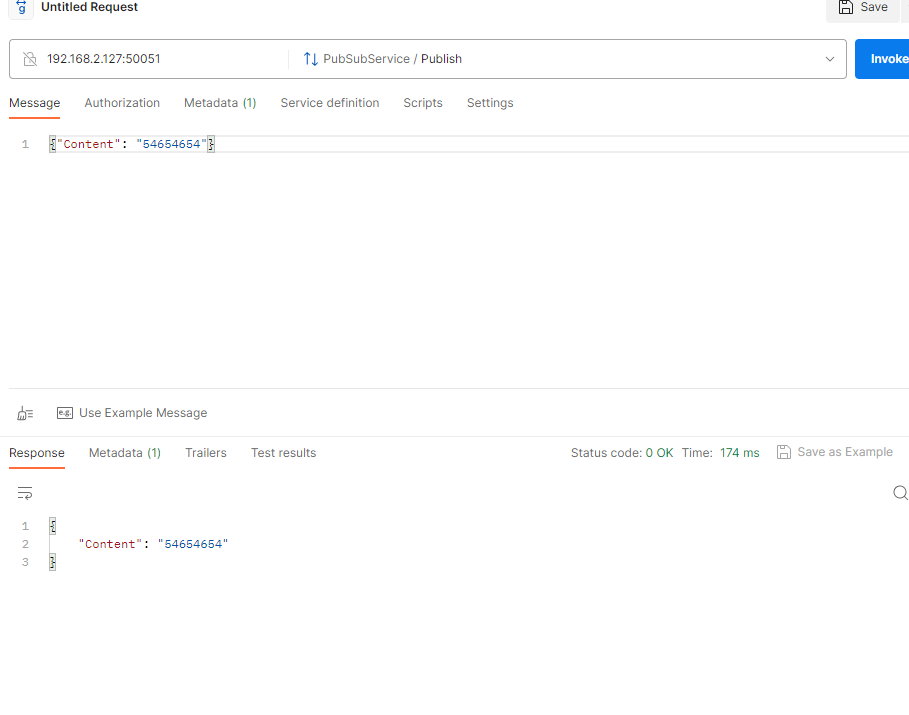 Untitled Request
Save
192.168.2.127:50051
PubSubService / Publish
Invoke
Message Authorization Metadata (1) Service definition Scripts Settings
1 {"Content": "54654654"}
e.g. Use Example Message
Response Metadata (1) Trailers Test results Status code: 0 OK Time: 174 ms Save as Example
1 {
2 "Content": "54654654"
3 }